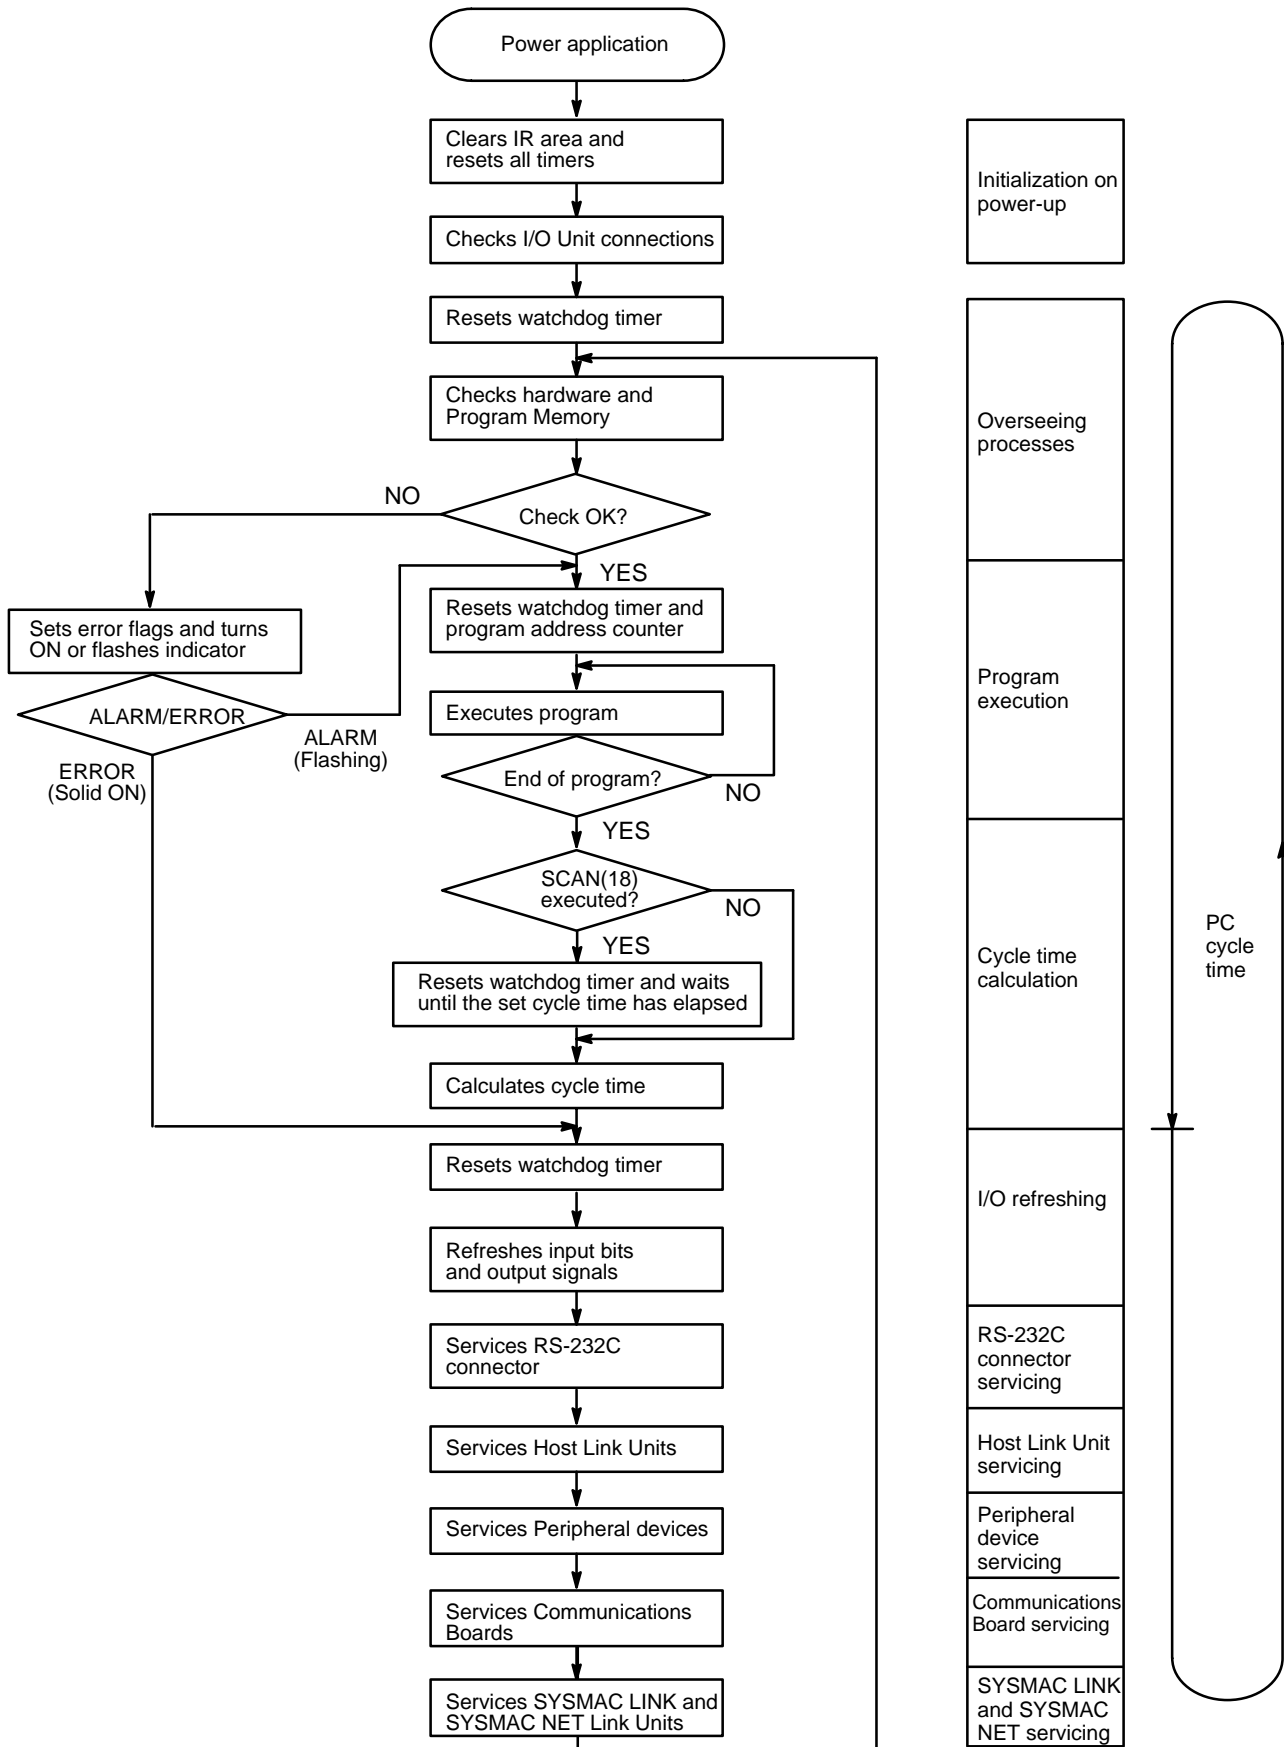 Power application
Clears IR area and
resets all timers
Checks I/O Unit connections
Resets watchdog timer
Checks hardware and
Program Memory
Check OK?
NO
YES
Sets error flags and turns
ON or flashes indicator
ALARM/ERROR
ALARM
(Flashing)
ERROR
(Solid ON)
Resets watchdog timer and
program address counter
Executes program
End of program?
NO
YES
SCAN(18)
executed?
NO
YES
Resets watchdog timer and waits
until the set cycle time has elapsed
Calculates cycle time
Resets watchdog timer
Refreshes input bits
and output signals
Services RS-232C
connector
Services Host Link Units
Services Peripheral devices
Services Communications
Boards
Services SYSMAC LINK and
SYSMAC NET Link Units
Initialization on
power-up
Overseeing
processes
Program
execution
Cycle time
calculation
I/O refreshing
RS-232C
connector
servicing
Host Link Unit
servicing
Peripheral
device
servicing
Communications
Board servicing
SYSMAC LINK
and SYSMAC
NET servicing
PC
cycle
time